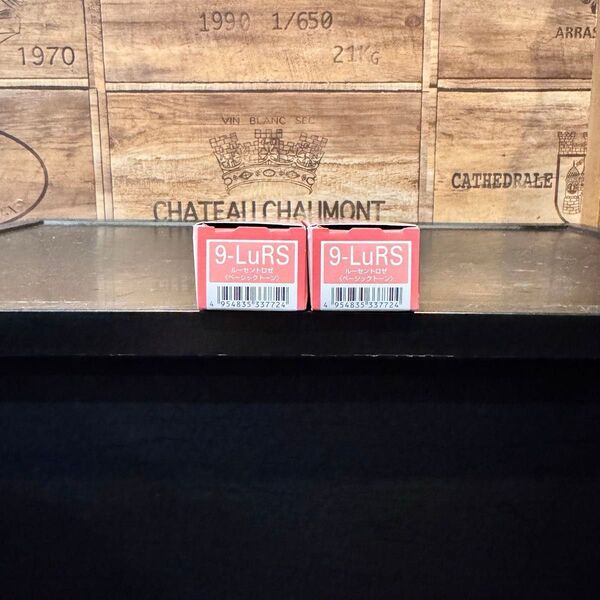 1990 1/650
1970
21KG
ARRAS
VIN BLANC SEC
CHATEAU CHAUMONT
CATHEDRALE
9-LuRS
ルーセントロゼ
〈ベーシックトーン〉
4 954835 337724
9-LuRS
ルーセントロゼ
〈ベーシックトーン〉
4 954835 337724